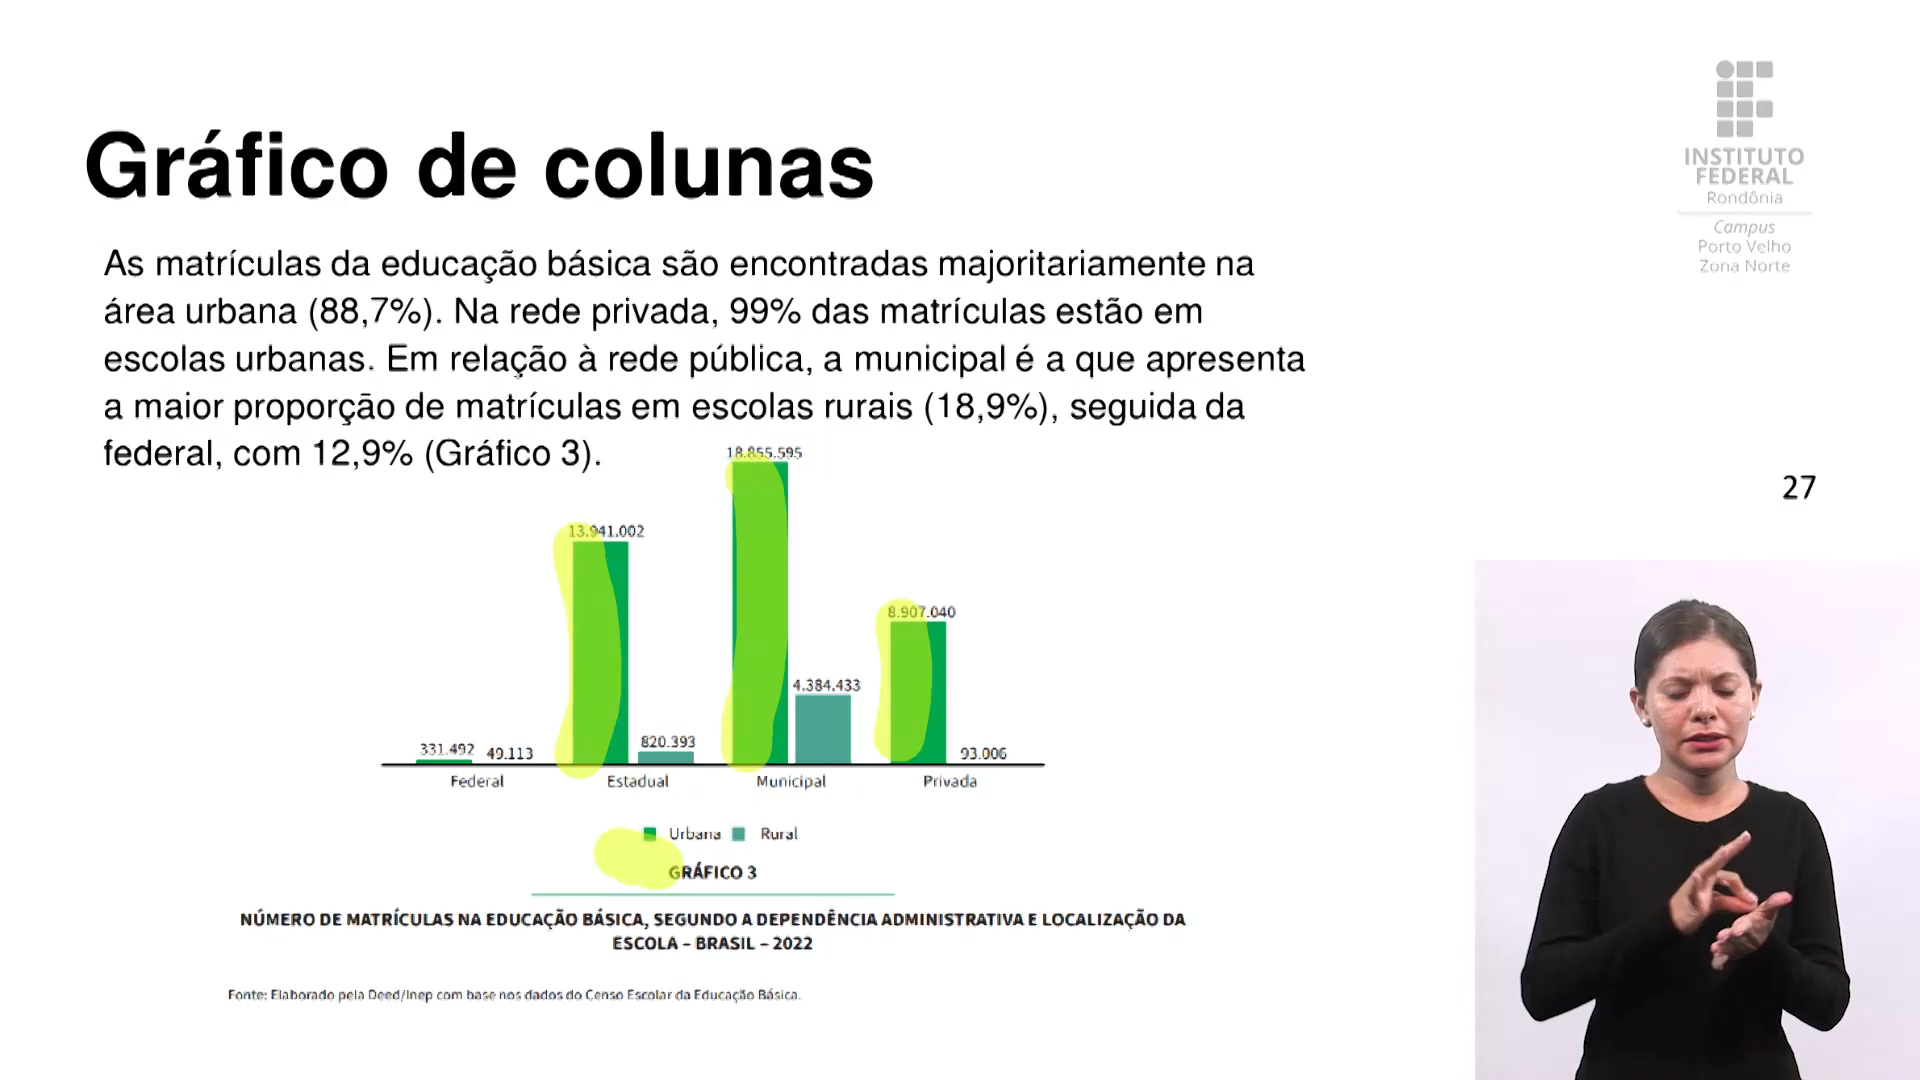 INSTITUTO
FEDERAL
Rondônia
Campus
Porto Velho
Zona Norte
Gráfico de colunas
As matrículas da educação básica são encontradas majoritariamente na
área urbana (88,7%). Na rede privada, 99% das matrículas estão em
escolas urbanas. Em relação à rede pública, a municipal é a que apresenta
a maior proporção de matrículas em escolas rurais (18,9%), seguida da
federal, com 12,9% (Gráfico 3).
27
18.855.595
13.941.002
8.907.040
4.384.433
331.492 49.113 820.393 93.006
Federal Estadual Municipal Privada
Urbana Rural
GRÁFICO 3
NÚMERO DE MATRÍCULAS NA EDUCAÇÃO BÁSICA, SEGUNDO A DEPENDÊNCIA ADMINISTRATIVA E LOCALIZAÇÃO DA
ESCOLA – BRASIL – 2022
Fonte: Elaborado pela Deed/Inep com base nos dados do Censo Escolar da Educação Básica.